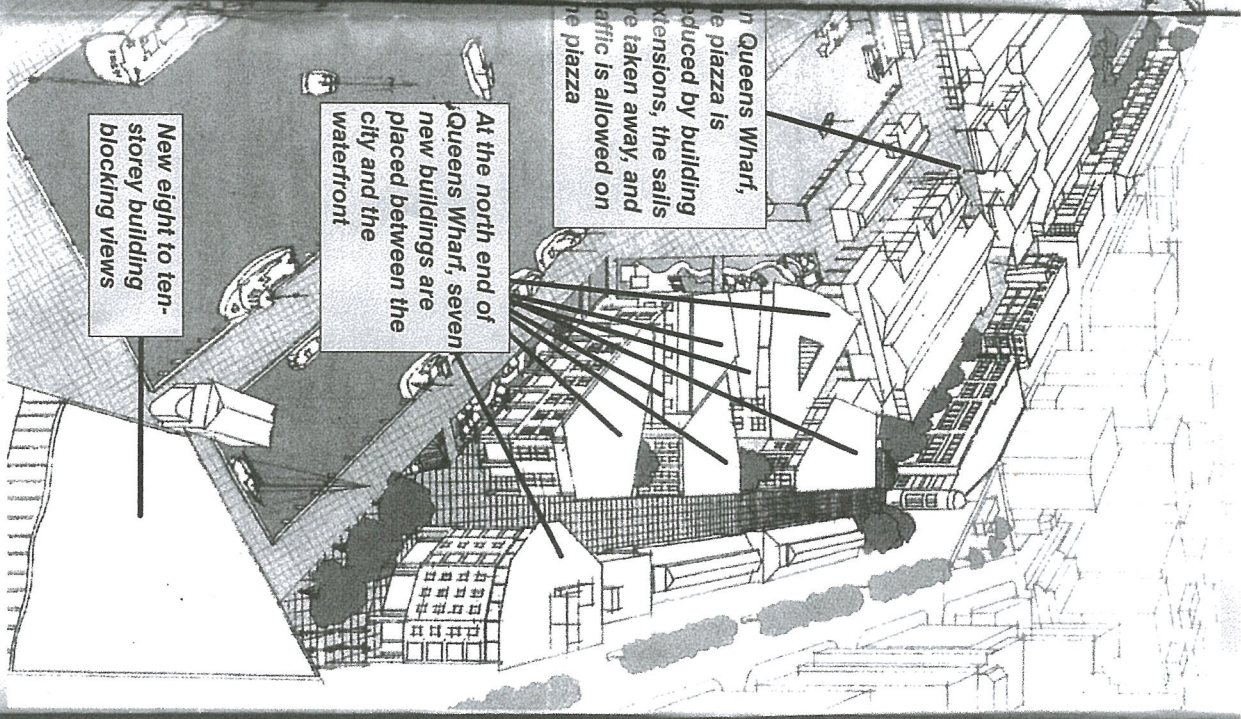 n Queens Wharf,
e piazza is
educed by building
xtensions, the sails
re taken away, and
affic is allowed on
e piazza
At the north end of
Queens Wharf, seven
new buildings are
placed between the
city and the
waterfront
New eight to ten-
storey building
blocking views